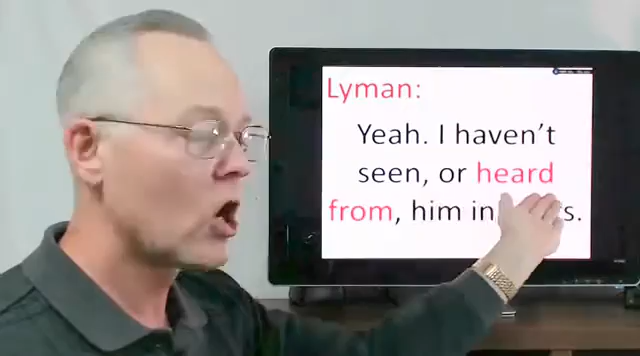 Lyman:
Yeah. I haven't
seen, or heard
from, him in